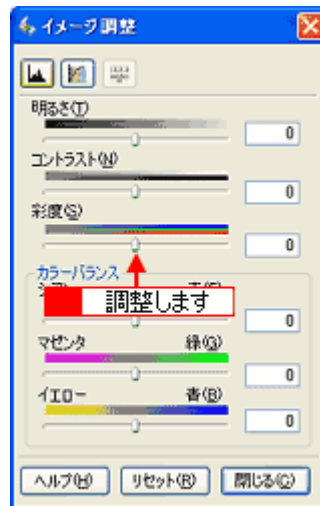 イメージ調整
明るさ(T)
0
コントラスト(N)
0
彩度(S)
0
カラーバランス
調整します
0
マゼンタ 緑(G)
0
イエロー 青(B)
0
ヘルプ(H) リセット(R) 閉じる(C)